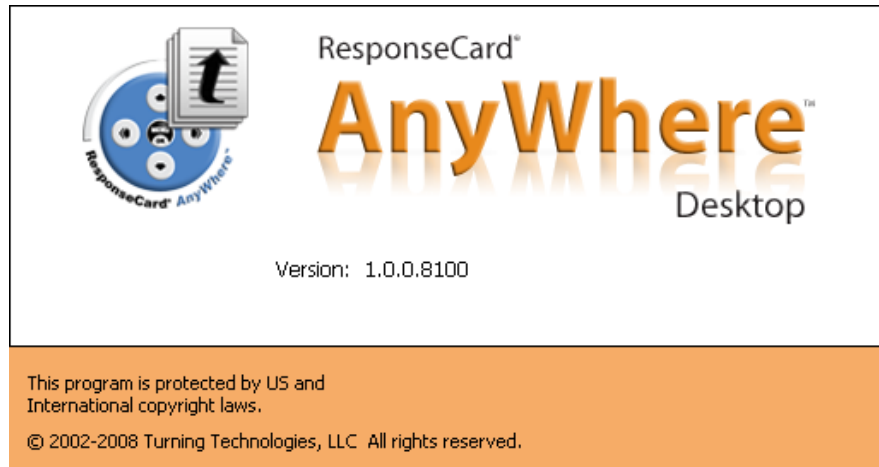 ResponseCard®
AnyWhere™
Desktop
t
ResponseCard® AnyWhere™
Version: 1.0.0.8100
This program is protected by US and
International copyright laws.
© 2002-2008 Turning Technologies, LLC All rights reserved.